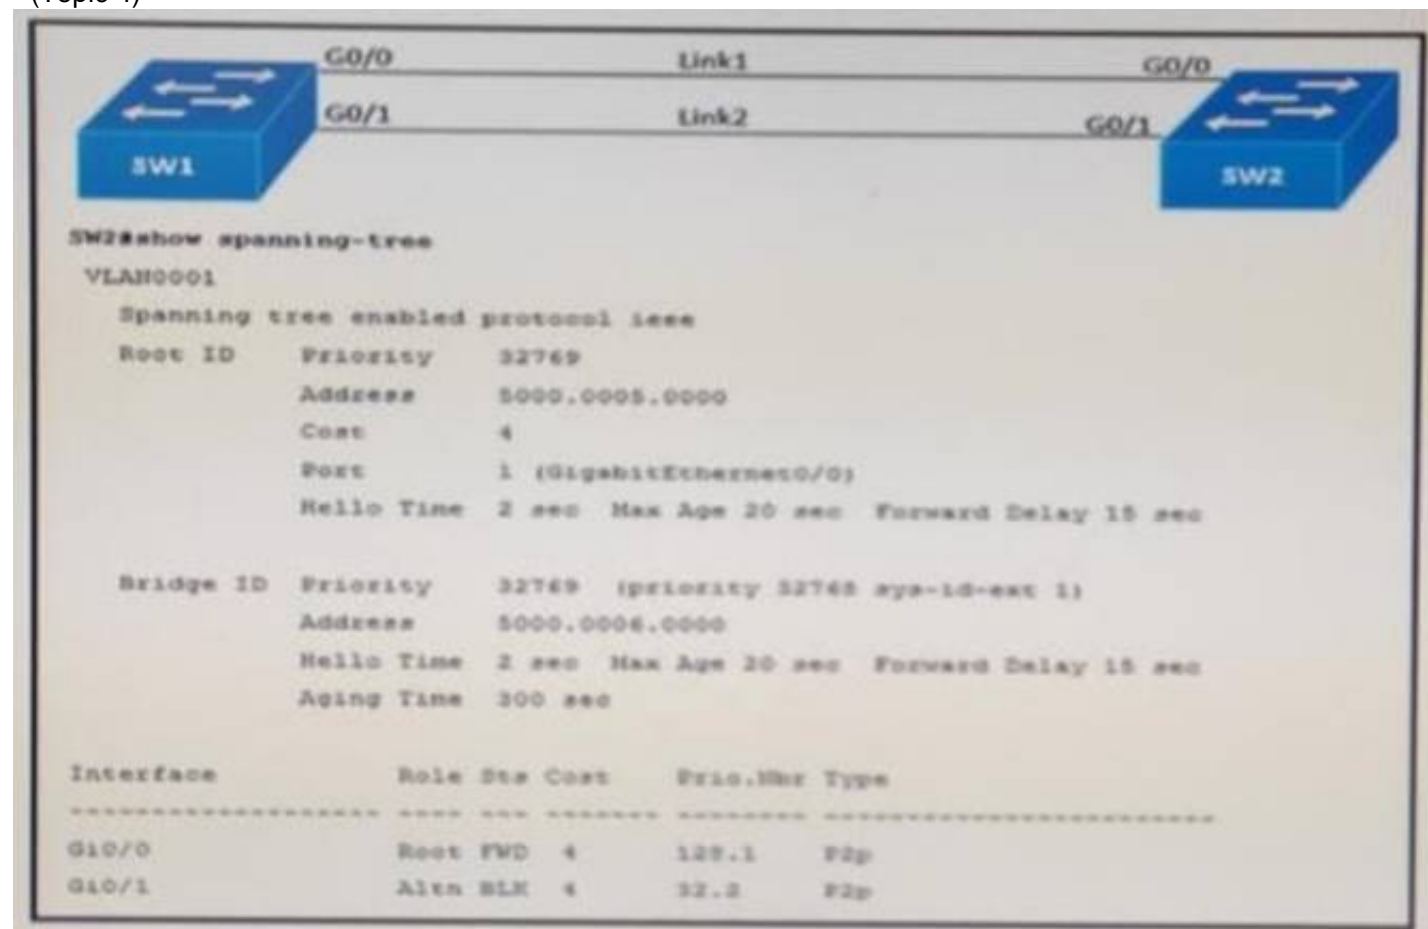 G0/0 Link1 G0/0
G0/1 Link2 G0/1
SW1
SW2
SW2#show spanning-tree
VLAN0001
Spanning tree enabled protocol ieee
Root ID Priority 32769
Address 5000.0005.0000
Cost 4
Port 1 (GigabitEthernet0/0)
Hello Time 2 sec Max Age 20 sec Forward Delay 15 sec
Bridge ID Priority 32769 (priority 32768 sys-id-ext 1)
Address 5000.0006.0000
Hello Time 2 sec Max Age 20 sec Forward Delay 15 sec
Aging Time 300 sec
Interface Role Sts Cost Prio.Nbr Type
-------------------- ---- --- ------- -------- ------------------------
Gi0/0 Root FWD 4 128.1 P2p
Gi0/1 Altn BLK 4 32.2 P2p